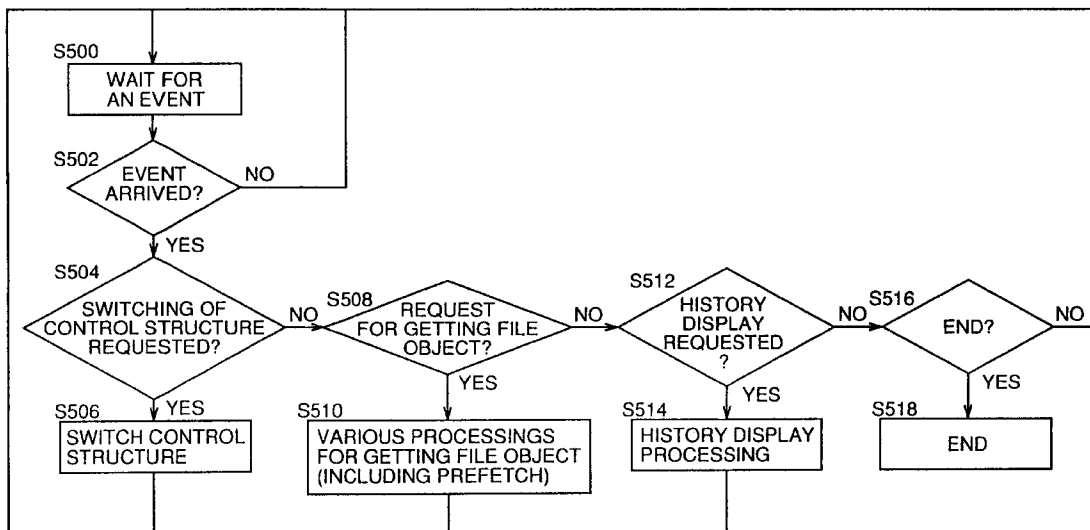 S500
WAIT FOR
AN EVENT
S502
EVENT
ARRIVED?
NO
YES
S504
SWITCHING OF
CONTROL STRUCTURE
REQUESTED?
NO
YES
S506
SWITCH CONTROL
STRUCTURE
S508
REQUEST
FOR GETTING FILE
OBJECT?
NO
YES
S510
VARIOUS PROCESSINGS
FOR GETTING FILE OBJECT
(INCLUDING PREFETCH)
S512
HISTORY
DISPLAY
REQUESTED
?
NO
YES
S514
HISTORY DISPLAY
PROCESSING
S516
END?
NO
YES
S518
END